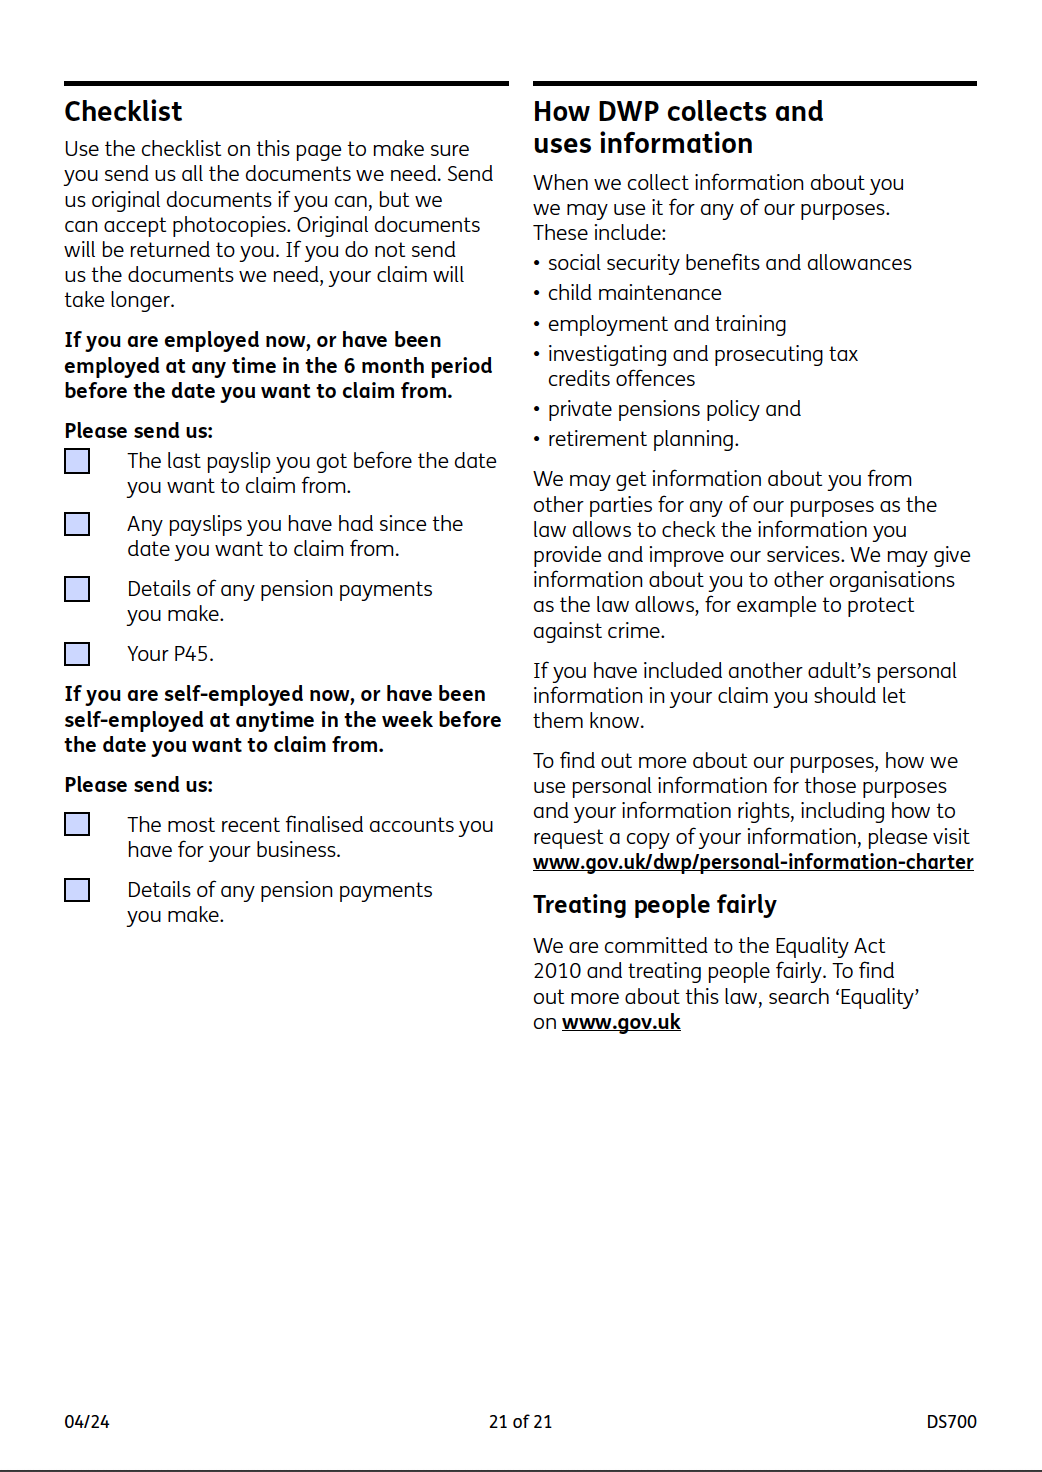 Checklist
Use the checklist on this page to make sure
you send us all the documents we need. Send
us original documents if you can, but we
can accept photocopies. Original documents
will be returned to you. If you do not send
us the documents we need, your claim will
take longer.
If you are employed now, or have been
employed at any time in the 6 month period
before the date you want to claim from.
Please send us:
The last payslip you got before the date
you want to claim from.
Any payslips you have had since the
date you want to claim from.
Details of any pension payments
you make.
Your P45.
If you are self-employed now, or have been
self-employed at anytime in the week before
the date you want to claim from.
Please send us:
The most recent finalised accounts you
have for your business.
Details of any pension payments
you make.
How DWP collects and
uses information
When we collect information about you
we may use it for any of our purposes.
These include:
• social security benefits and allowances
• child maintenance
• employment and training
• investigating and prosecuting tax
credits offences
• private pensions policy and
• retirement planning.
We may get information about you from
other parties for any of our purposes as the
law allows to check the information you
provide and improve our services. We may give
information about you to other organisations
as the law allows, for example to protect
against crime.
If you have included another adult’s personal
information in your claim you should let
them know.
To find out more about our purposes, how we
use personal information for those purposes
and your information rights, including how to
request a copy of your information, please visit
www.gov.uk/dwp/personal-information-charter
Treating people fairly
We are committed to the Equality Act
2010 and treating people fairly. To find
out more about this law, search ‘Equality’
on www.gov.uk
04/24
21 of 21
DS700